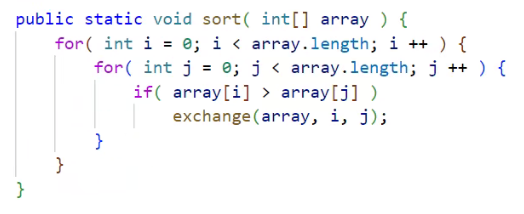 public static void sort( int[] array ) {
    for( int i = 0; i < array.length; i ++ ) {
        for( int j = 0; j < array.length; j ++ ) {
            if( array[i] > array[j] )
                exchange(array, i, j);
        }
    }
}